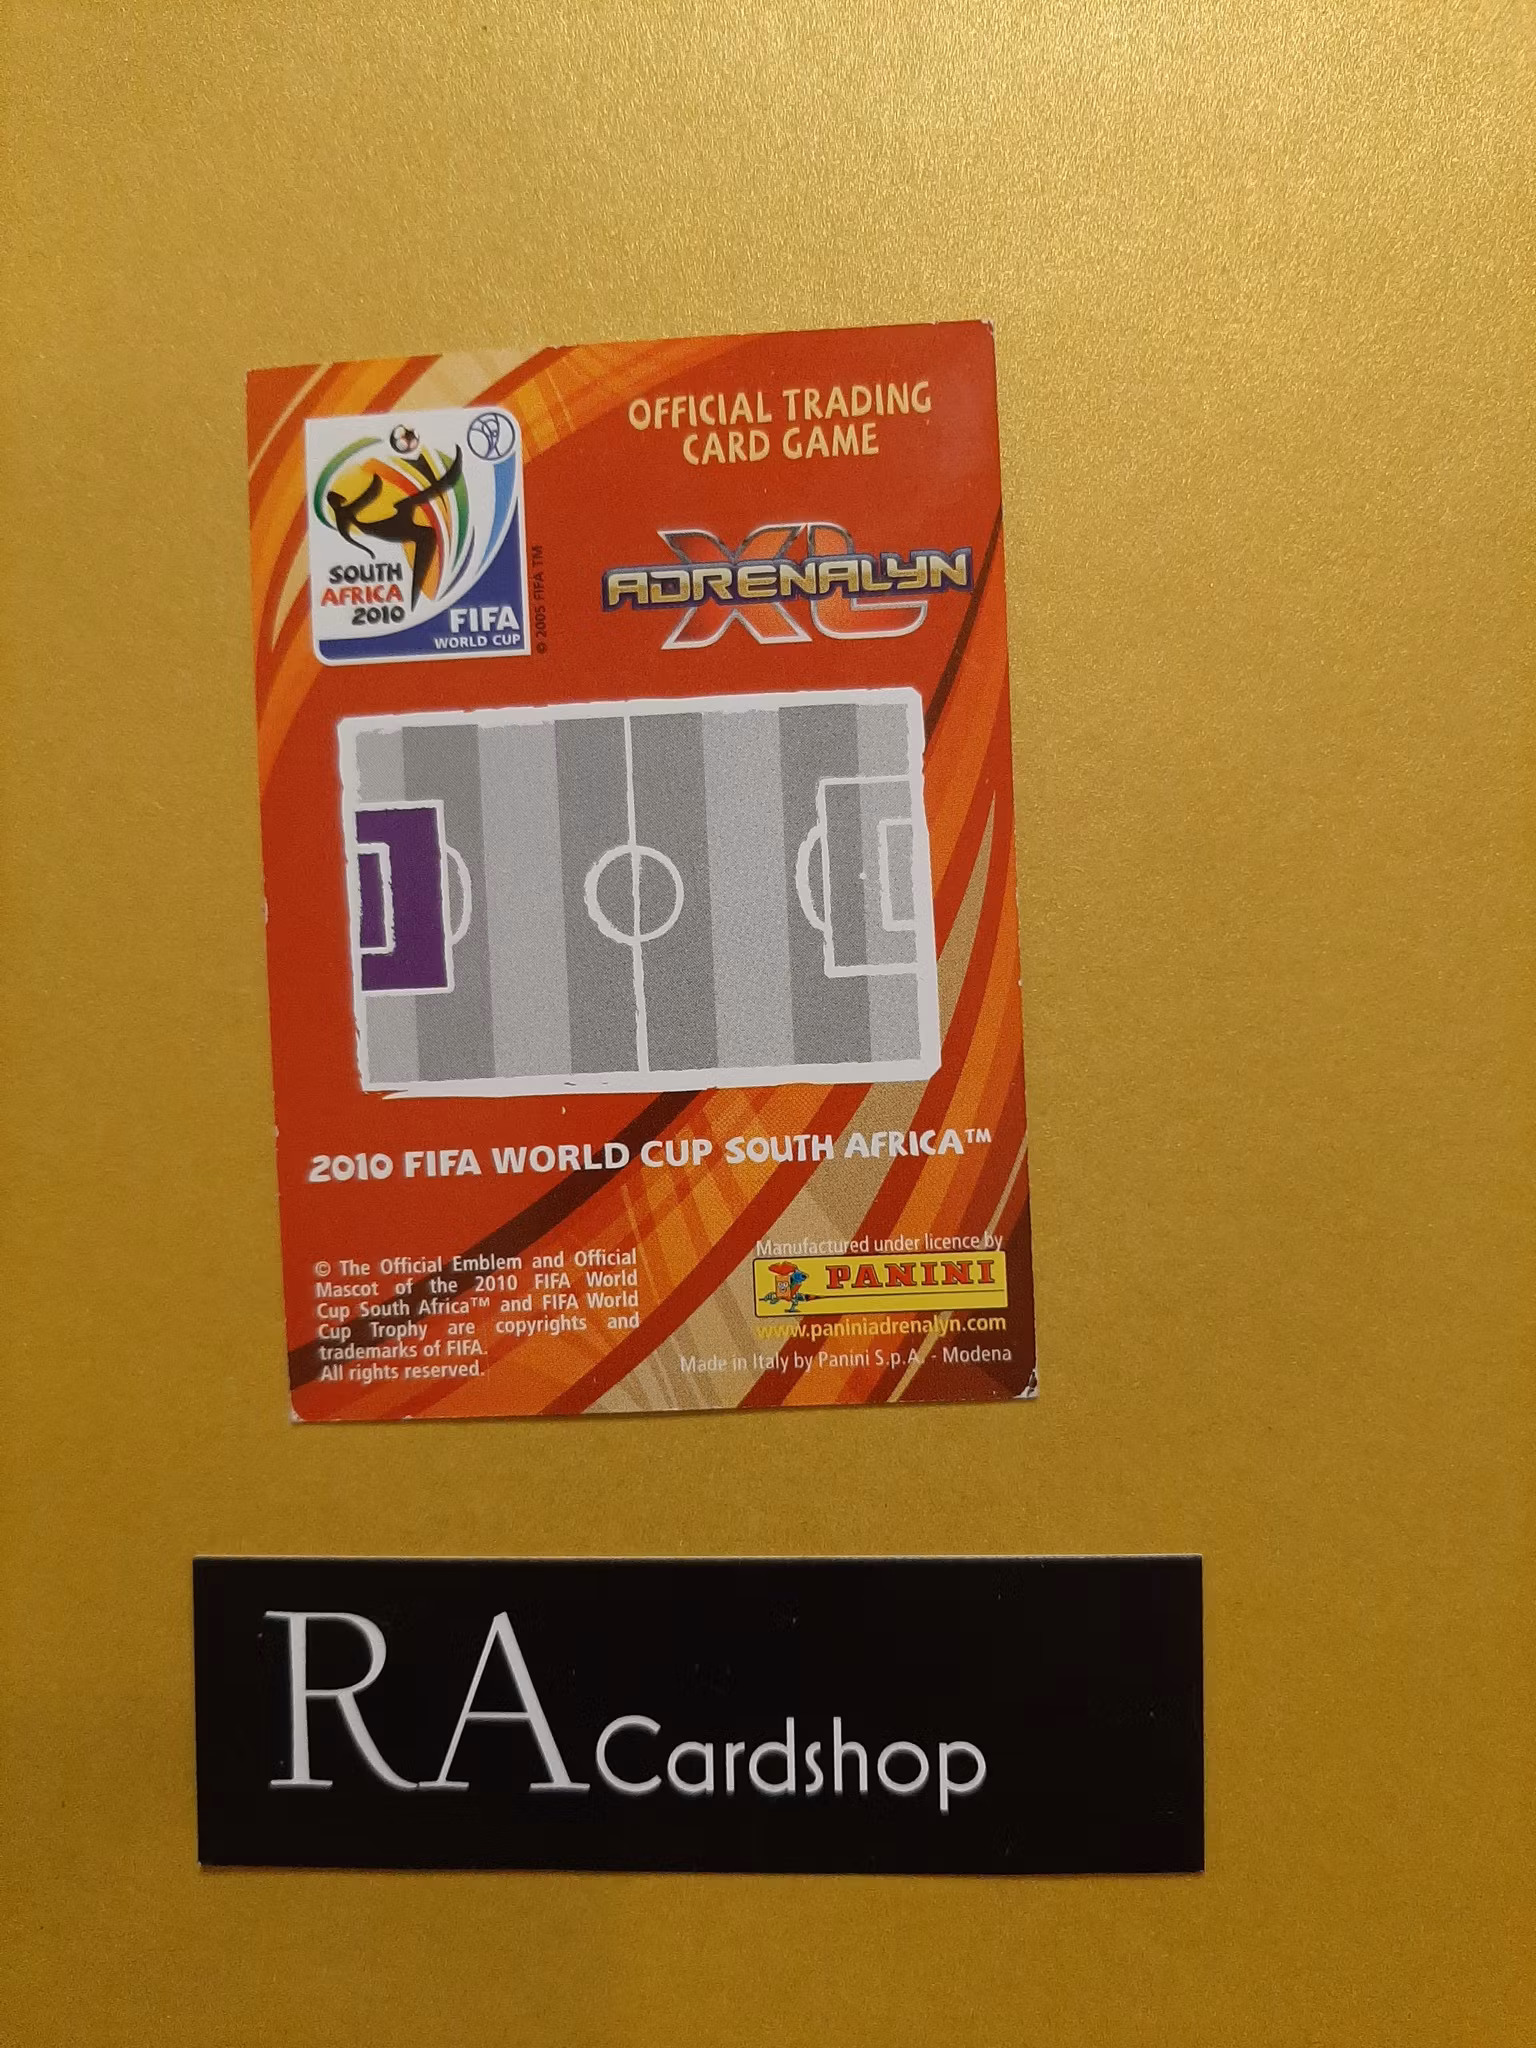 OFFICIAL TRADING
CARD GAME
SOUTH
AFRICA
2010
FIFA
WORLD CUP
© 2005 FIFA TM
ADRENALYN
XL
2010 FIFA WORLD CUP SOUTH AFRICA™
© The Official Emblem and Official
Mascot of the 2010 FIFA World
Cup South Africa™ and FIFA World
Cup Trophy are copyrights and
trademarks of FIFA.
All rights reserved.
Manufactured under licence by
PANINI
www.paniniadrenalyn.com
Made in Italy by Panini S.p.A. - Modena
RA Cardshop